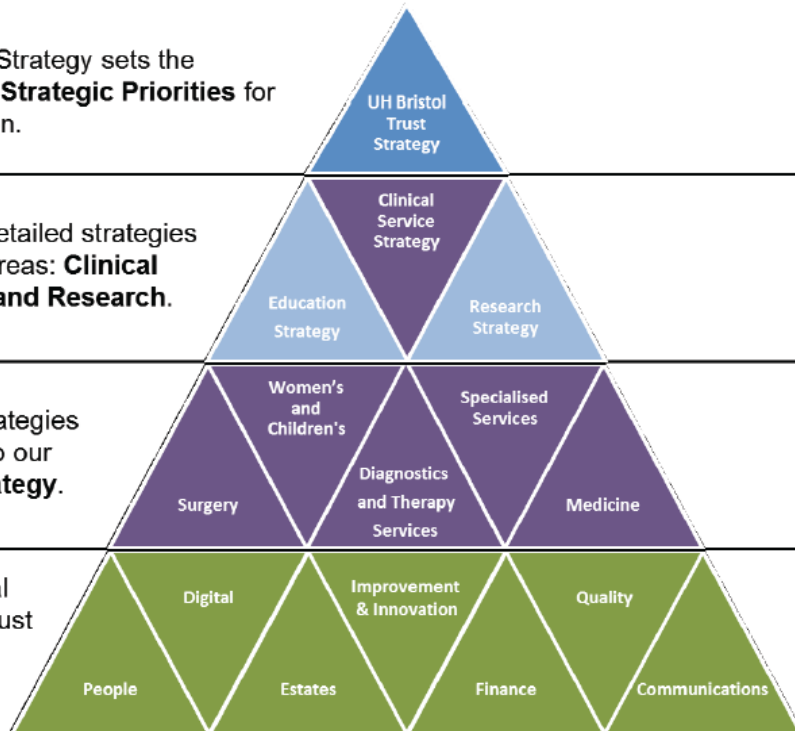 Strategy sets the
Strategic Priorities for
n.
UH Bristol
Trust
Strategy
etailed strategies
reas: Clinical
and Research.
Clinical
Service
Strategy
Education
Strategy
Research
Strategy
ategies
o our
tegy.
Women's
and
Children's
Specialised
Services
Surgery
Diagnostics
and Therapy
Services
Medicine
al
ust
Digital
Improvement
& Innovation
Quality
People
Estates
Finance
Communications